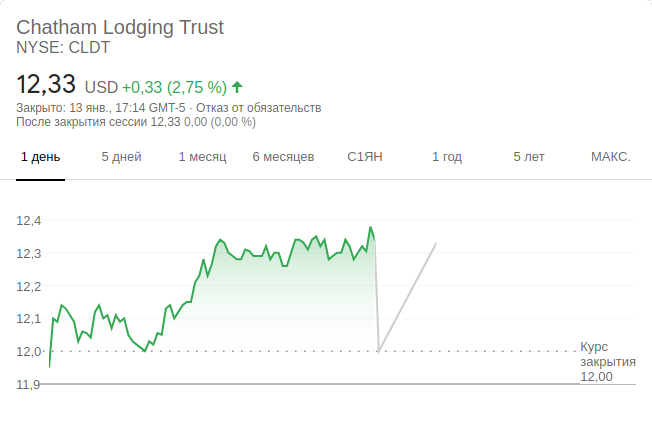 Chatham Lodging Trust
NYSE: CLDT
12,33 USD +0,33 (2,75 %)
Закрыто: 13 янв., 17:14 GMT-5 · Отказ от обязательств
После закрытия сессии 12,33 0,00 (0,00 %)
1 день 5 дней 1 месяц 6 месяцев С1ЯН 1 год 5 лет МАКС.
12,4
12,3
12,2
12,1
12,0
11,9
Курс
закрытия
12,00